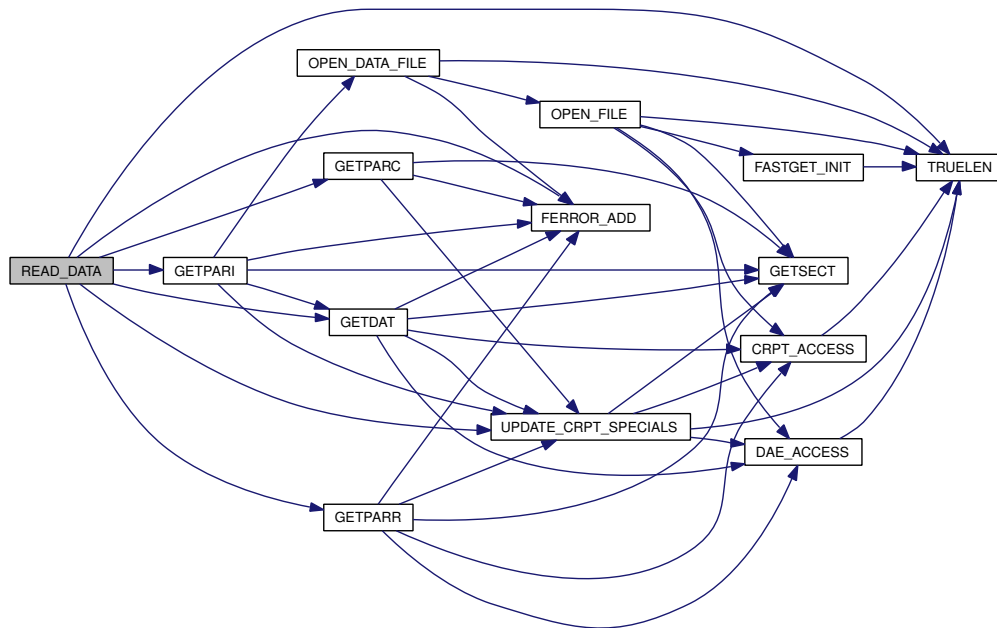 OPEN_DATA_FILE
OPEN_FILE
GETPARC
FASTGET_INIT
TRUELEN
FERROR_ADD
READ_DATA
GETPARI
GETSECT
GETDAT
CRPT_ACCESS
UPDATE_CRPT_SPECIALS
DAE_ACCESS
GETPARR